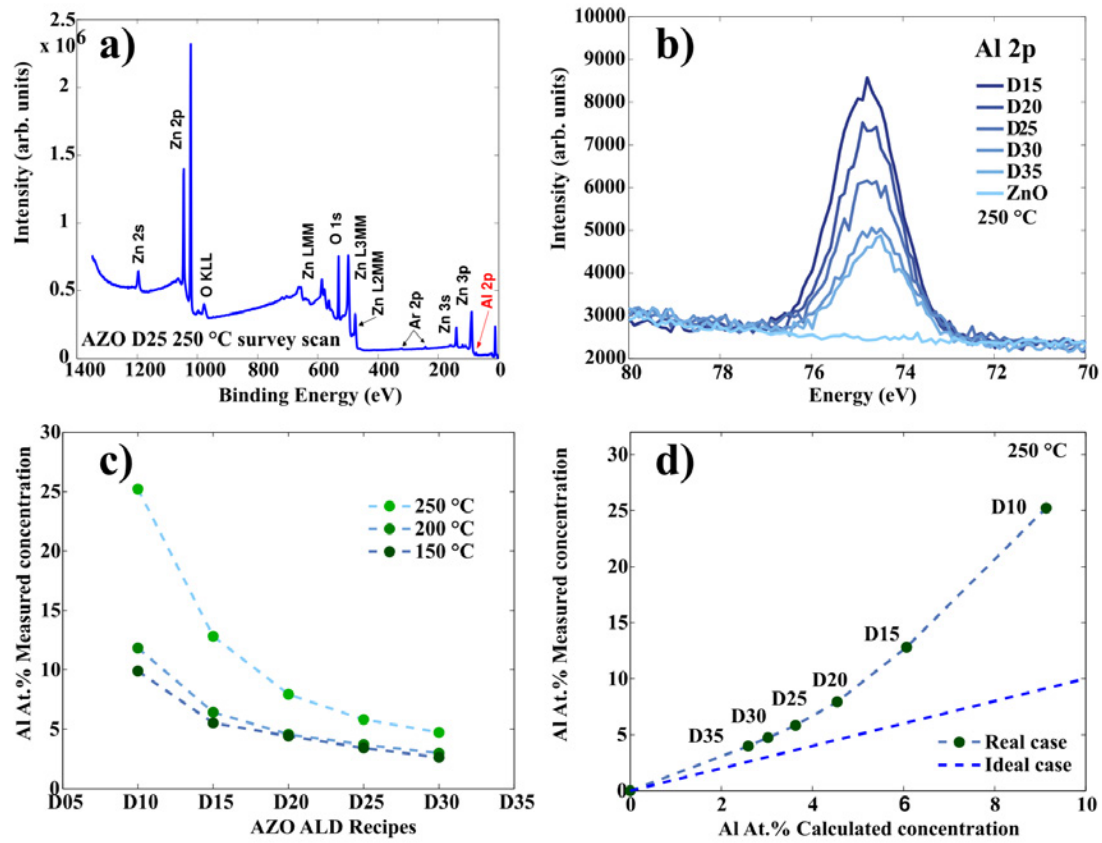 a)
2.5
x 10⁶
2
1.5
1
0.5
0
Intensity (arb. units)
Zn 2s
Zn 2p
O KLL
Zn LMM
O 1s
Zn L3MM
Zn L2MM
Ar 2p
Zn 3s
Zn 3p
Al 2p
AZO D25 250 °C survey scan
1400 1200 1000 800 600 400 200 0
Binding Energy (eV)
b)
10000
9000
8000
7000
6000
5000
4000
3000
2000
Intensity (arb. units)
Al 2p
D15
D20
D25
D30
D35
ZnO
250 °C
80 78 76 74 72 70
Energy (eV)
c)
30
25
20
15
10
5
0
Al At.% Measured concentration
250 °C
200 °C
150 °C
D05 D10 D15 D20 D25 D30 D35
AZO ALD Recipes
d)
250 °C
30
25
20
15
10
5
0
Al At.% Measured concentration
D10
D15
D20
D25
D30
D35
Real case
Ideal case
0 2 4 6 8 10
Al At.% Calculated concentration